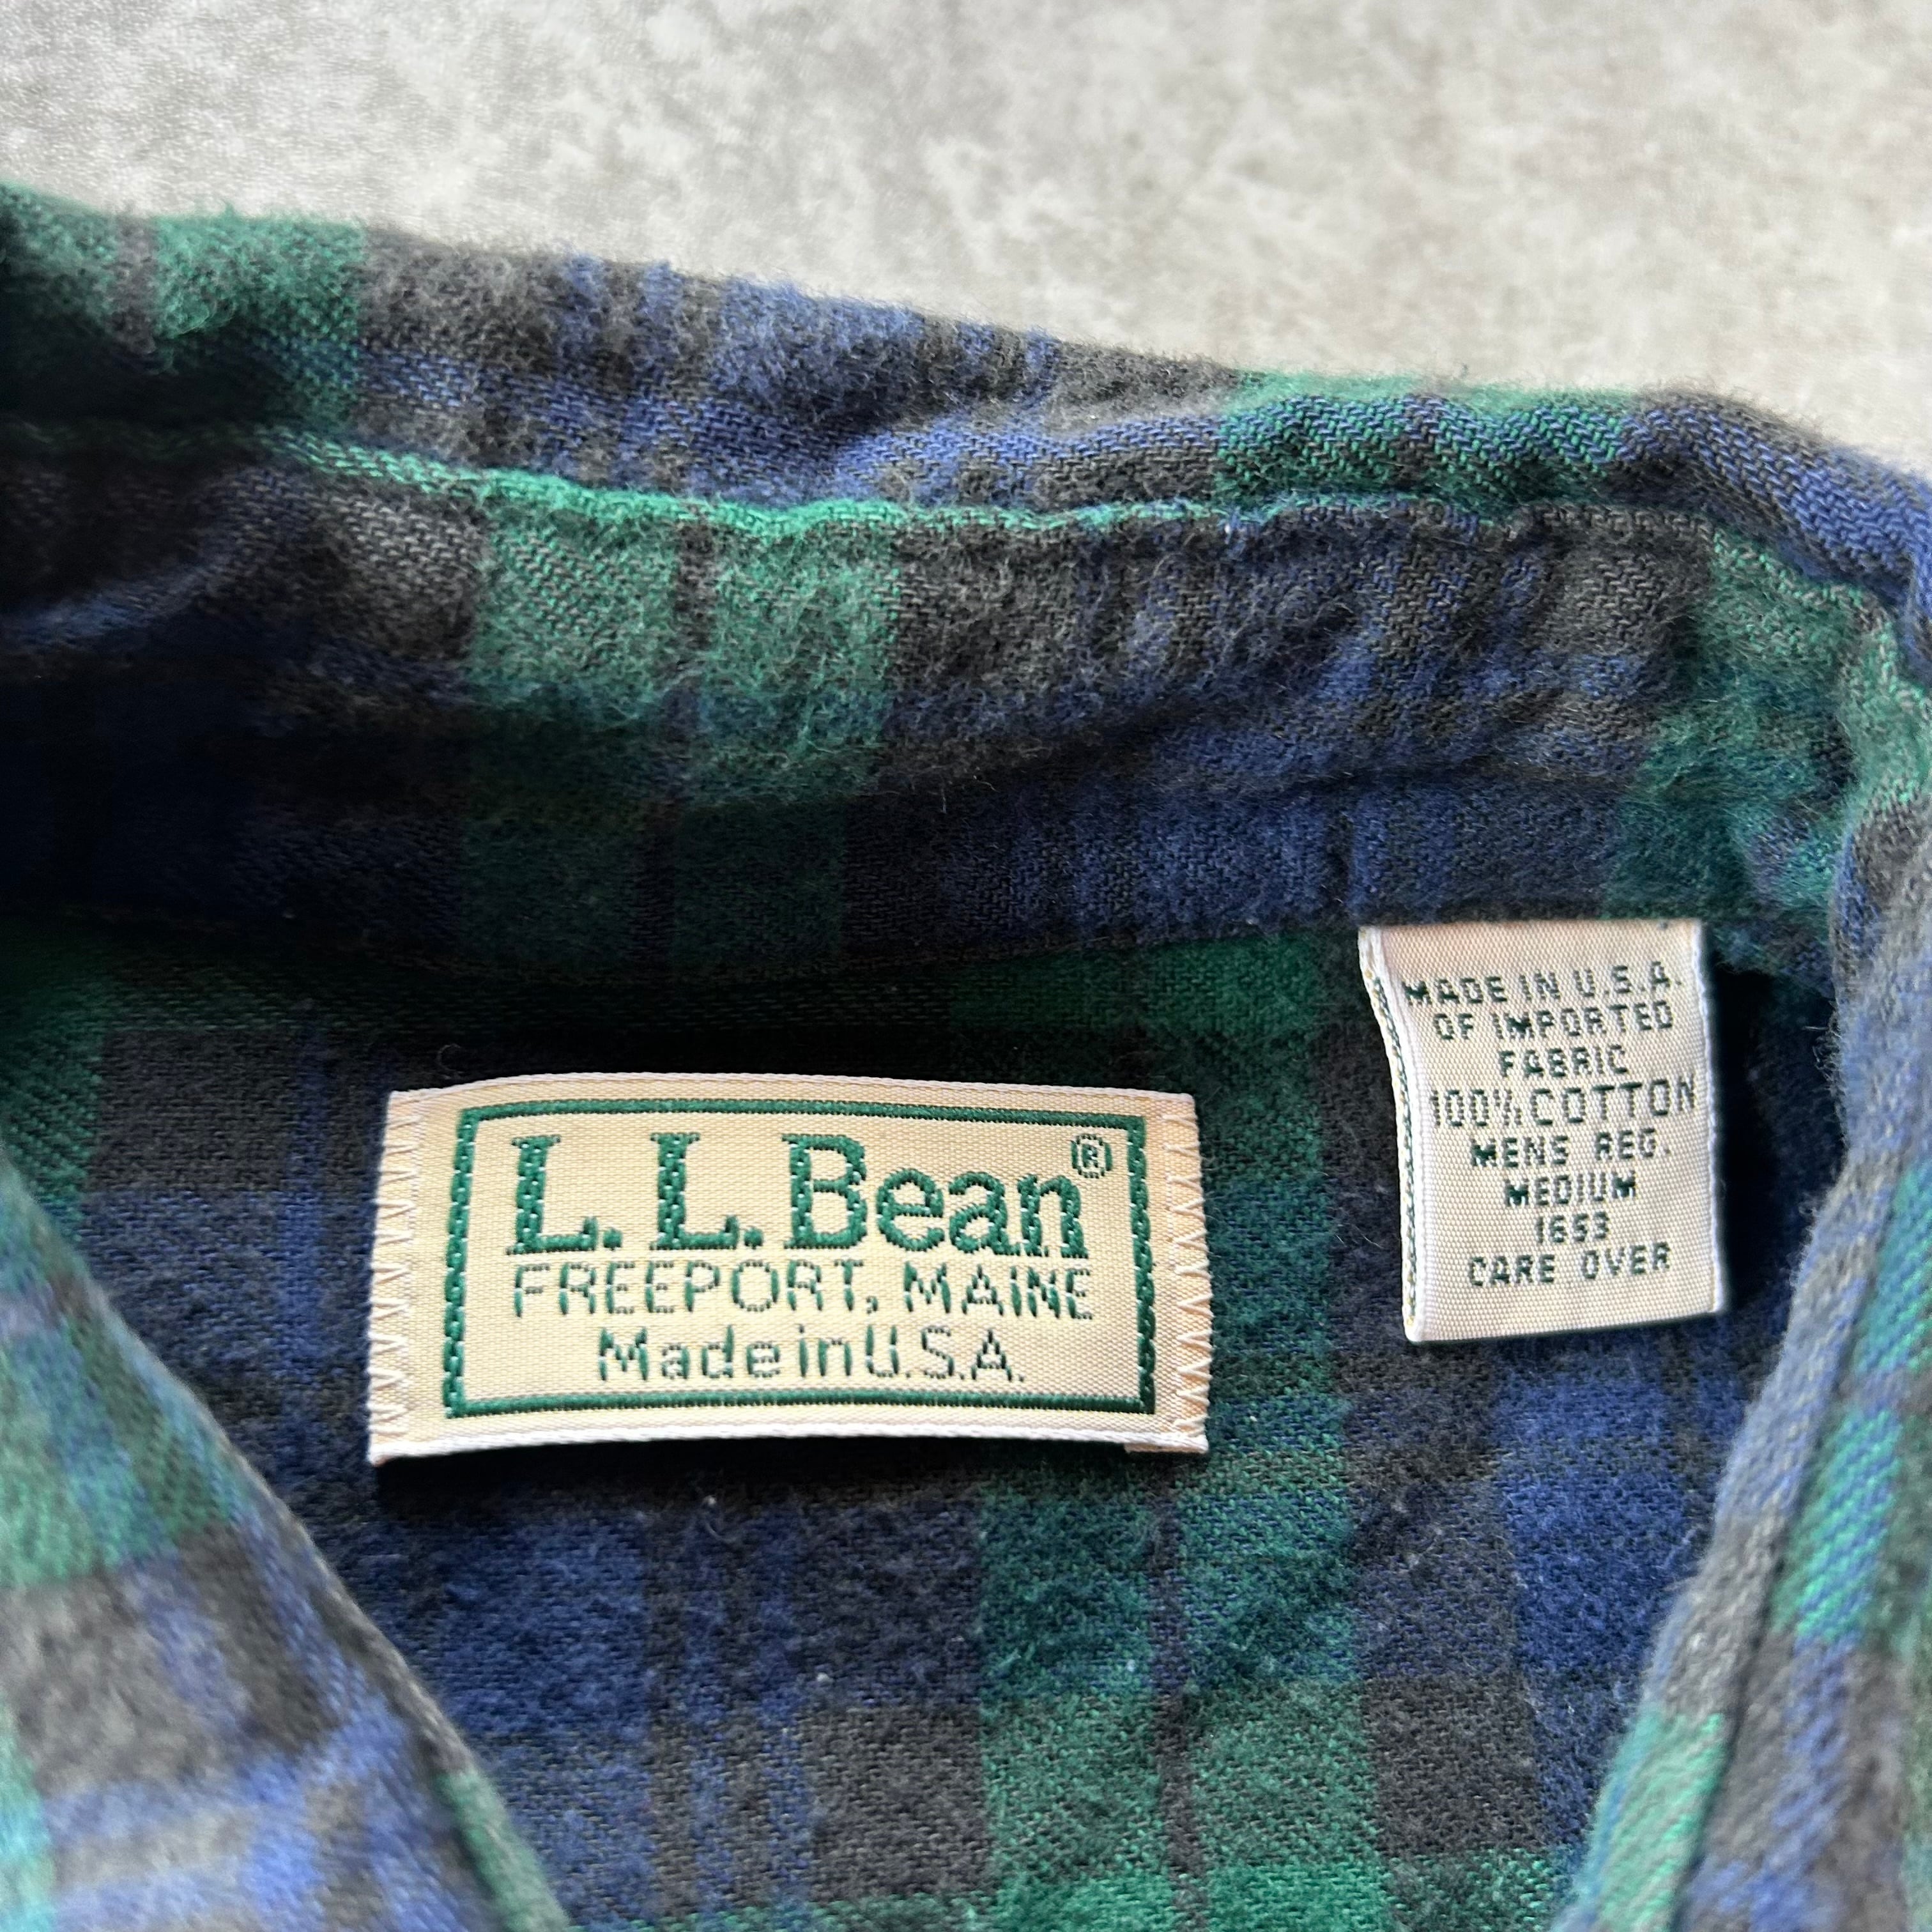 L.L.Bean®
FREEPORT, MAINE
Made in U.S.A.
MADE IN U.S.A.
OF IMPORTED
FABRIC
100% COTTON
MENS REG.
MEDIUM
1653
CARE OVER